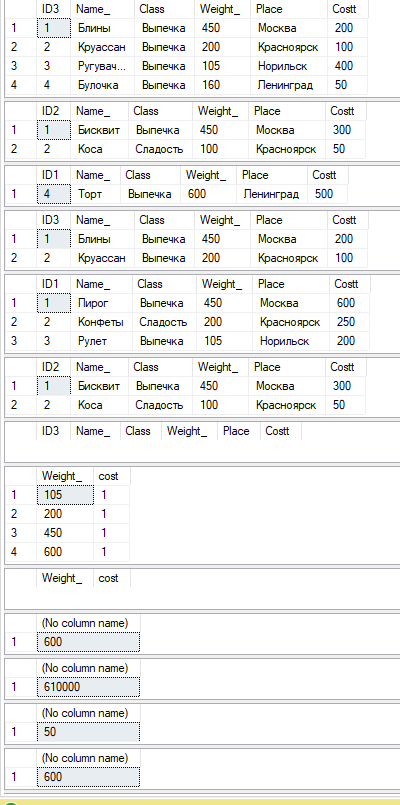 ID3 Name_ Class Weight_ Place Costt
1 1 Блины Выпечка 450 Москва 200
2 2 Круассан Выпечка 200 Красноярск 100
3 3 Ругувач... Выпечка 105 Норильск 400
4 4 Булочка Выпечка 160 Ленинград 50
ID2 Name_ Class Weight_ Place Costt
1 1 Бисквит Выпечка 450 Москва 300
2 2 Коса Сладость 100 Красноярск 50
ID1 Name_ Class Weight_ Place Costt
1 4 Торт Выпечка 600 Ленинград 500
ID3 Name_ Class Weight_ Place Costt
1 1 Блины Выпечка 450 Москва 200
2 2 Круассан Выпечка 200 Красноярск 100
ID1 Name_ Class Weight_ Place Costt
1 1 Пирог Выпечка 450 Москва 600
2 2 Конфеты Сладость 200 Красноярск 250
3 3 Рулет Выпечка 105 Норильск 200
ID2 Name_ Class Weight_ Place Costt
1 1 Бисквит Выпечка 450 Москва 300
2 2 Коса Сладость 100 Красноярск 50
ID3 Name_ Class Weight_ Place Costt
Weight_ cost
1 105 1
2 200 1
3 450 1
4 600 1
Weight_ cost
(No column name)
1 600
(No column name)
1 610000
(No column name)
1 50
(No column name)
1 600